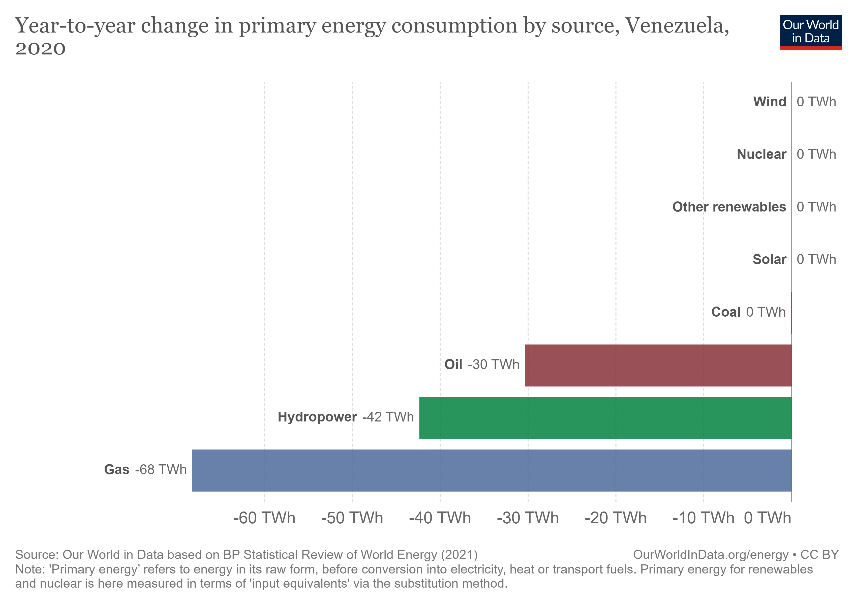 Year-to-year change in primary energy consumption by source, Venezuela,
2020
Our World
in Data
Wind 0 TWh
Nuclear 0 TWh
Other renewables 0 TWh
Solar 0 TWh
Coal 0 TWh
Oil -30 TWh
Hydropower -42 TWh
Gas -68 TWh
-60 TWh -50 TWh -40 TWh -30 TWh -20 TWh -10 TWh 0 TWh
Source: Our World in Data based on BP Statistical Review of World Energy (2021) OurWorldInData.org/energy • CC BY
Note: 'Primary energy' refers to energy in its raw form, before conversion into electricity, heat or transport fuels. Primary energy for renewables
and nuclear is here measured in terms of 'input equivalents' via the substitution method.